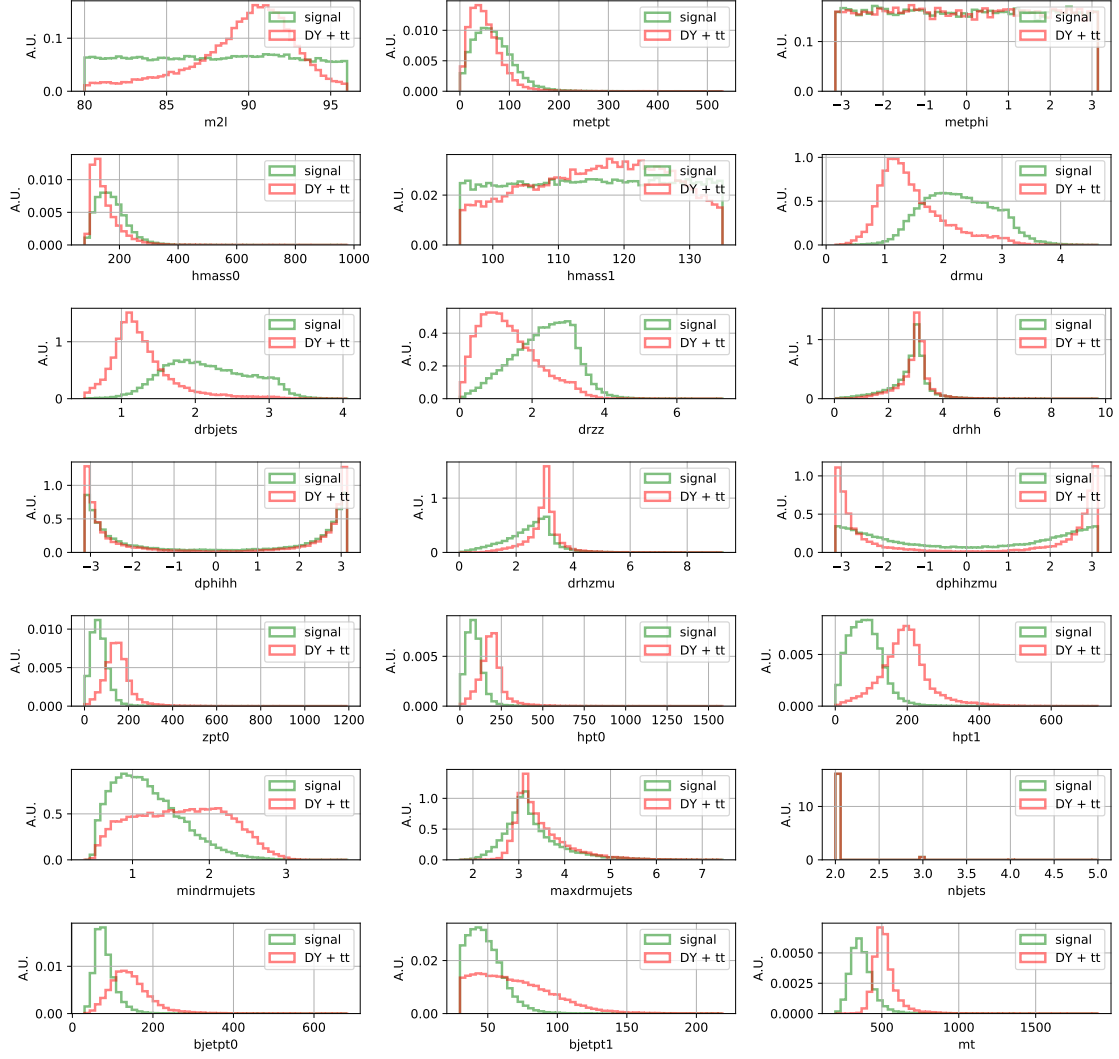 A.U.
0.1
0.0
80
85
90
95
m2l
signal
DY + tt
A.U.
0.010
0.005
0.000
0
100
200
300
400
500
metpt
signal
DY + tt
A.U.
0.1
0.0
−3
−2
−1
0
1
2
3
metphi
signal
DY + tt
A.U.
0.010
0.005
0.000
200
400
600
800
1000
hmass0
signal
DY + tt
A.U.
0.02
0.00
100
110
120
130
hmass1
signal
DY + tt
A.U.
1.0
0.5
0.0
0
1
2
3
4
drmu
signal
DY + tt
A.U.
1
0
1
2
3
4
drbjets
signal
DY + tt
A.U.
0.4
0.2
0.0
0
2
4
6
drzz
signal
DY + tt
A.U.
1
0
0
2
4
6
8
10
drhh
signal
DY + tt
A.U.
1.0
0.5
0.0
−3
−2
−1
0
1
2
3
dphihh
signal
DY + tt
A.U.
1
0
0
2
4
6
8
drhzmu
signal
DY + tt
A.U.
1.0
0.5
0.0
−3
−2
−1
0
1
2
3
dphihzmu
signal
DY + tt
A.U.
0.010
0.005
0.000
0
200
400
600
800
1000
1200
zpt0
signal
DY + tt
A.U.
0.005
0.000
0
250
500
750
1000
1250
1500
hpt0
signal
DY + tt
A.U.
0.005
0.000
0
200
400
600
hpt1
signal
DY + tt
A.U.
0.5
0.0
1
2
3
mindrmujets
signal
DY + tt
A.U.
1.0
0.5
0.0
2
3
4
5
6
7
maxdrmujets
signal
DY + tt
A.U.
10
0
2.0
2.5
3.0
3.5
4.0
4.5
5.0
nbjets
signal
DY + tt
A.U.
0.01
0.00
0
200
400
600
bjetpt0
signal
DY + tt
A.U.
0.02
0.00
50
100
150
200
bjetpt1
signal
DY + tt
A.U.
0.0050
0.0025
0.0000
500
1000
1500
mt
signal
DY + tt